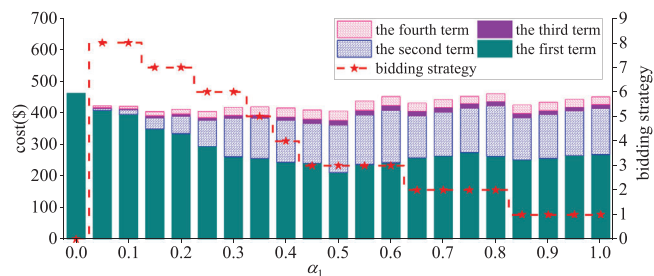 700
600
500
400
300
200
100
0
cost($)
the fourth term
the third term
the second term
the first term
bidding strategy
9
8
7
6
5
4
3
2
1
0
bidding strategy
0.0 0.1 0.2 0.3 0.4 0.5 0.6 0.7 0.8 0.9 1.0
α₁